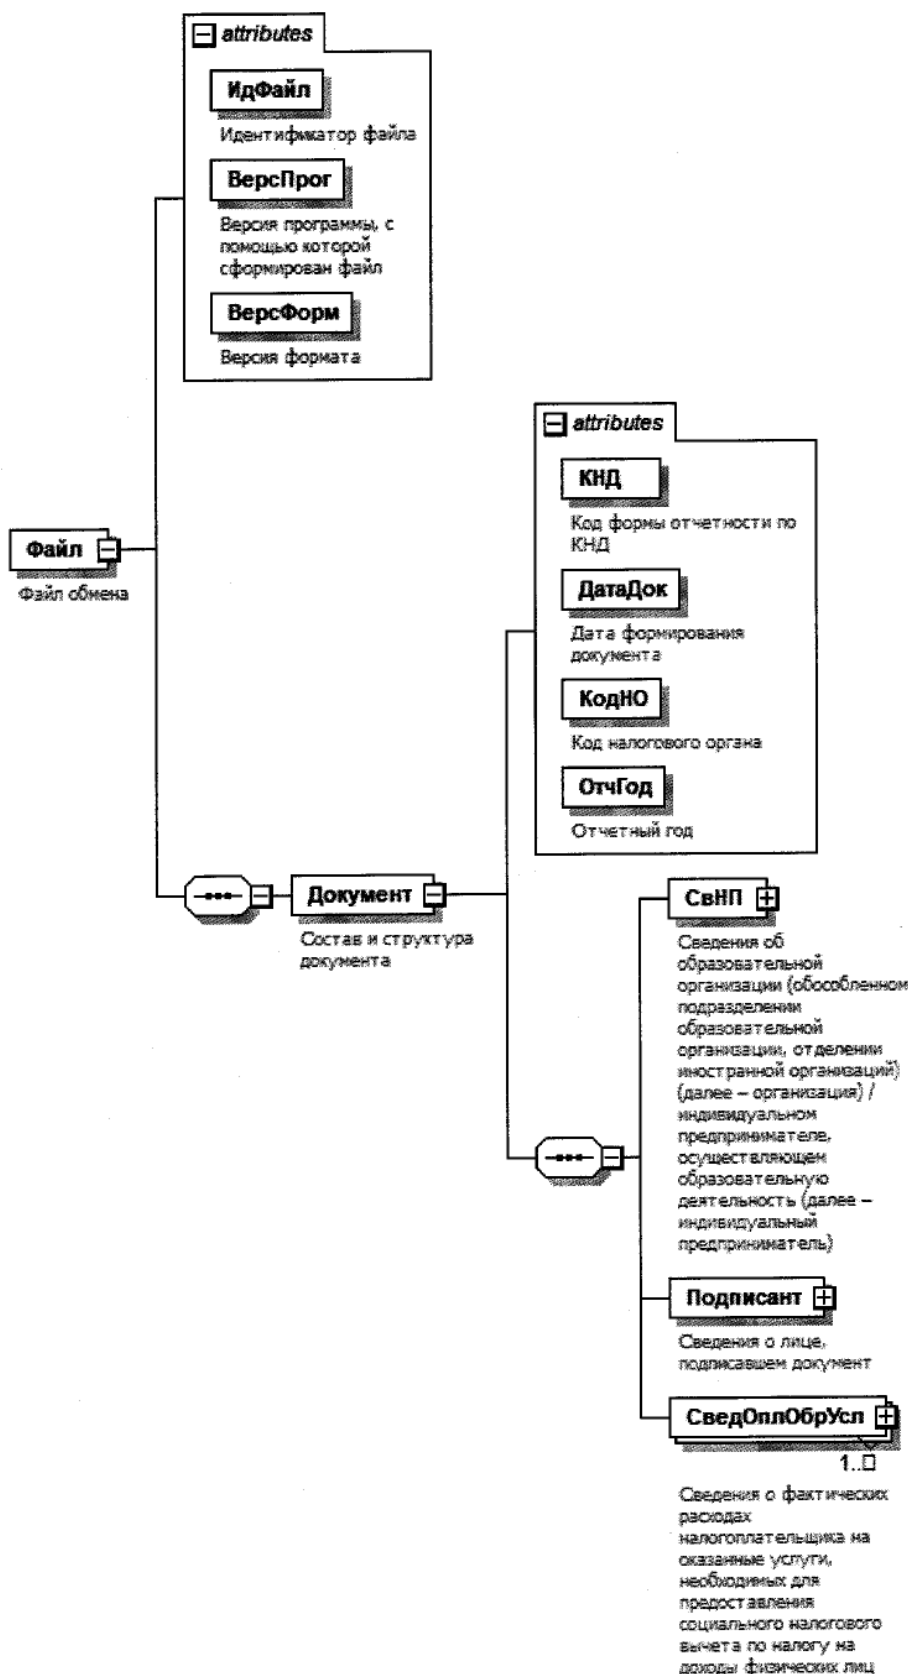 attributes
ИдФайл
Идентификатор файла
ВерсПрог
Версия программы, с
помощью которой
сформирован файл
ВерсФорм
Версия формата
Файл
Файл обмена
attributes
КНД
Код формы отчетности по
КНД
ДатаДок
Дата формирования
документа
КодНО
Код налогового органа
ОтчГод
Отчетный год
Документ
Состав и структура
документа
СвНП
Сведения об
образовательной
организации (обособленном
подразделении
образовательной
организации, отделении
иностранной организаций)
(далее – организация) /
индивидуальном
предпринимателе,
осуществляющем
образовательную
деятельность (далее –
индивидуальный
предприниматель)
Подписант
Сведения о лице,
подписавшем документ
СведОплОбрУсл
1..□
Сведения о фактических
расходах
налогоплательщика на
оказанные услуги,
необходимых для
предоставления
социального налогового
вычета по налогу на
доходы физических лиц